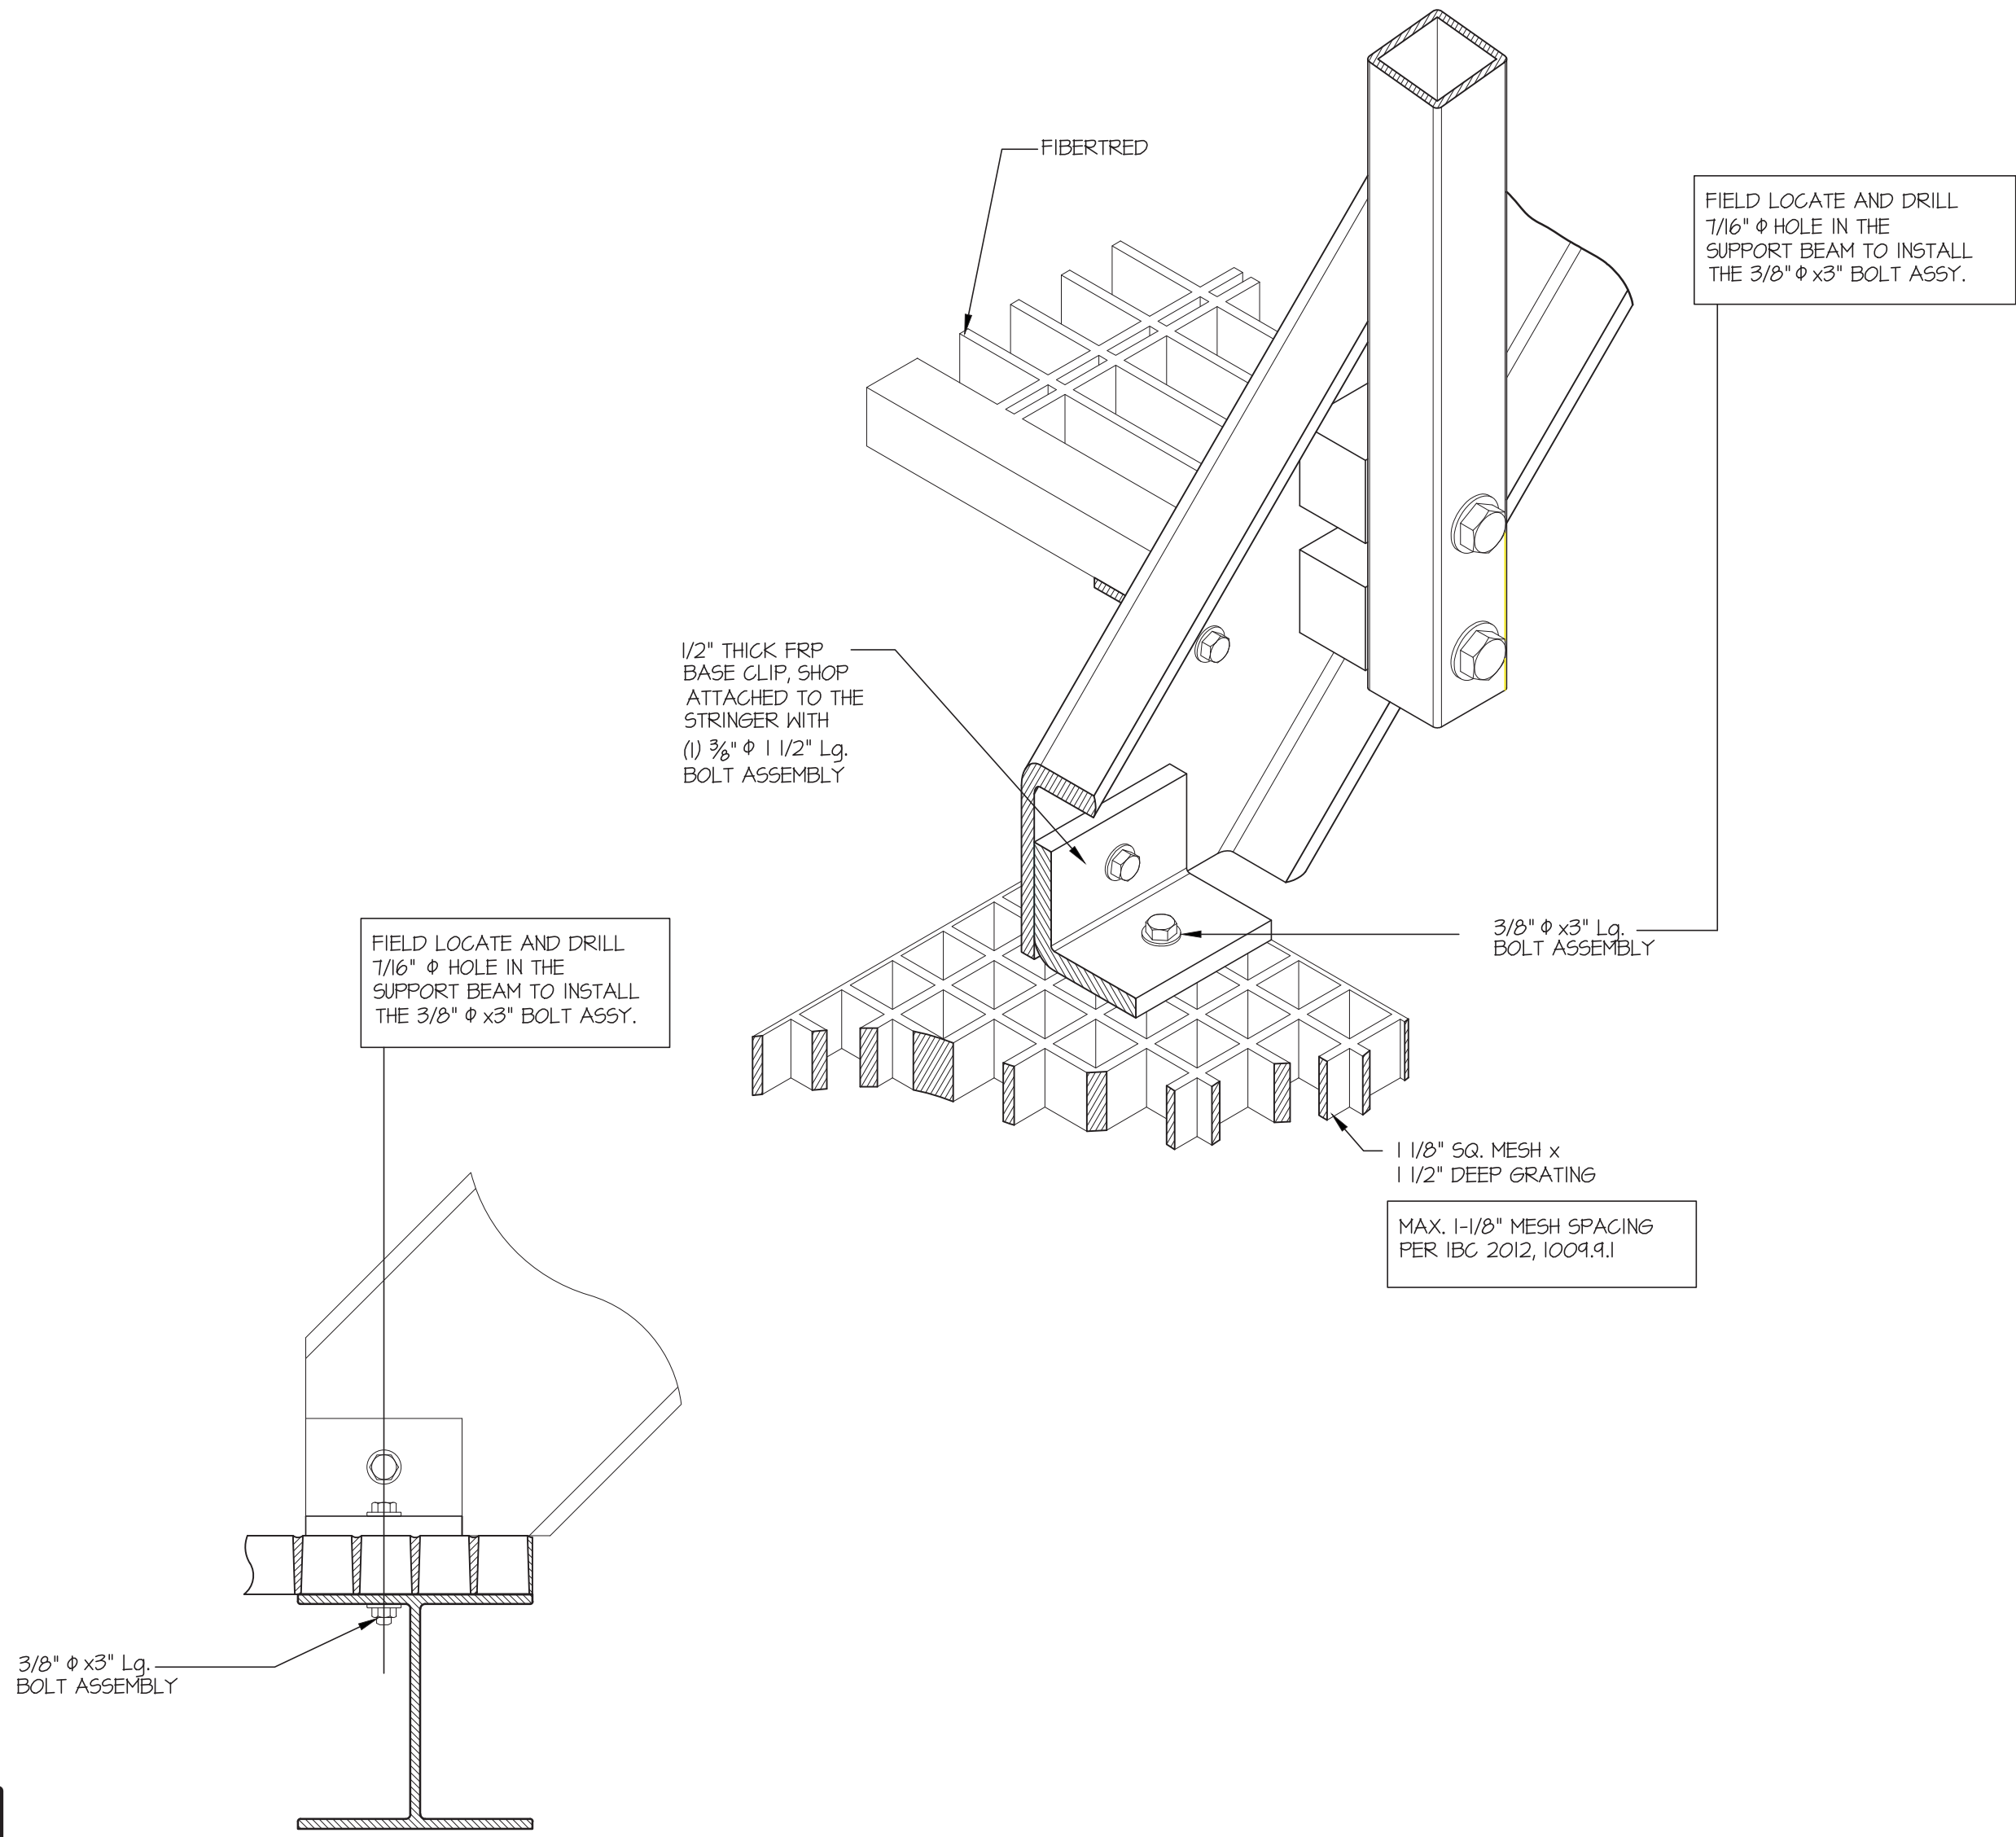 FIBERTRED
FIELD LOCATE AND DRILL
7/16" Φ HOLE IN THE
SUPPORT BEAM TO INSTALL
THE 3/8" Φ x3" BOLT ASSY.
1/2" THICK FRP
BASE CLIP, SHOP
ATTACHED TO THE
STRINGER WITH
(1) ⅜" Φ 1 1/2" Lg.
BOLT ASSEMBLY
3/8" Φ x3" Lg.
BOLT ASSEMBLY
FIELD LOCATE AND DRILL
7/16" Φ HOLE IN THE
SUPPORT BEAM TO INSTALL
THE 3/8" Φ x3" BOLT ASSY.
1 1/8" SQ. MESH x
1 1/2" DEEP GRATING
MAX. 1-1/8" MESH SPACING
PER IBC 2012, 1009.9.1
3/8" Φ x3" Lg.
BOLT ASSEMBLY